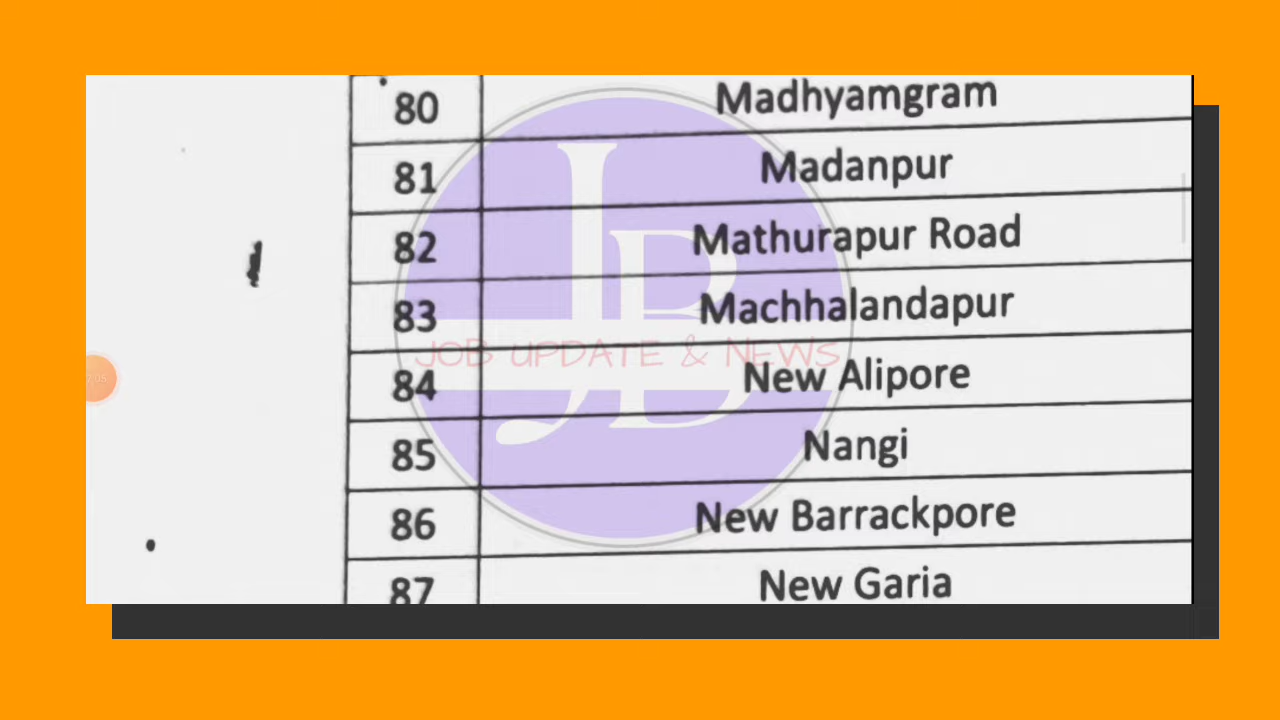 80 Madhyamgram
81 Madanpur
82 Mathurapur Road
83 Machhalandapur
JOB UPDATE & NEWS
84 New Alipore
85 Nangi
86 New Barrackpore
87 New Garia
JB